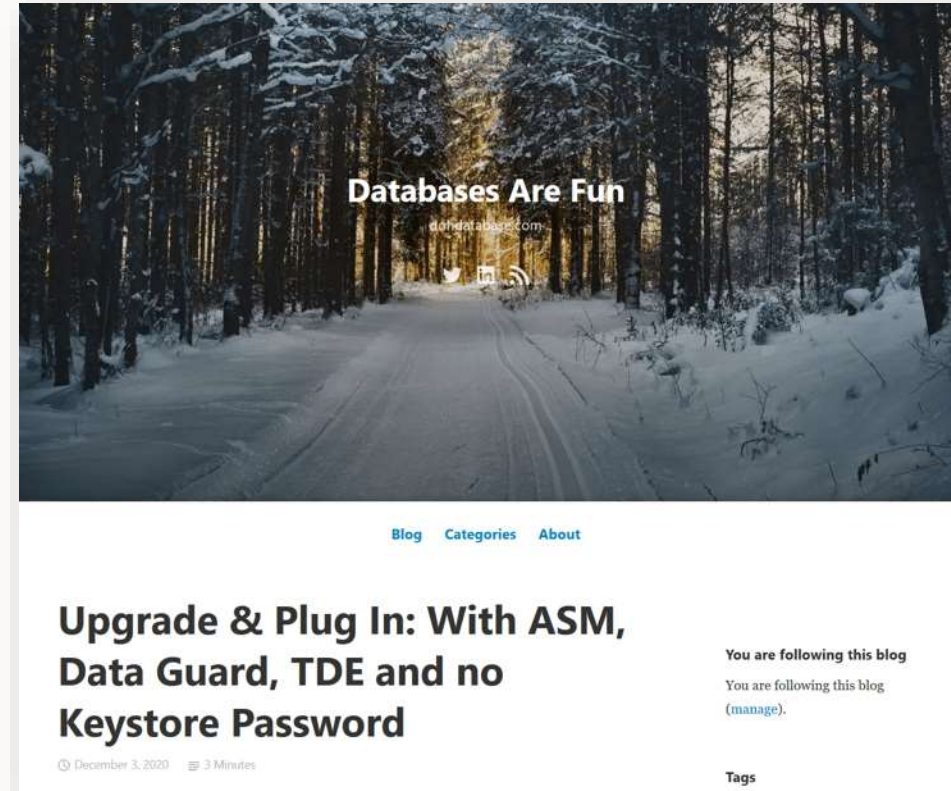 Databases Are Fun
dohdatabase.com
in
Blog Categories About
Upgrade & Plug In: With ASM,
Data Guard, TDE and no
Keystore Password
December 3, 2020 3 Minutes
You are following this blog
You are following this blog
(manage).
Tags